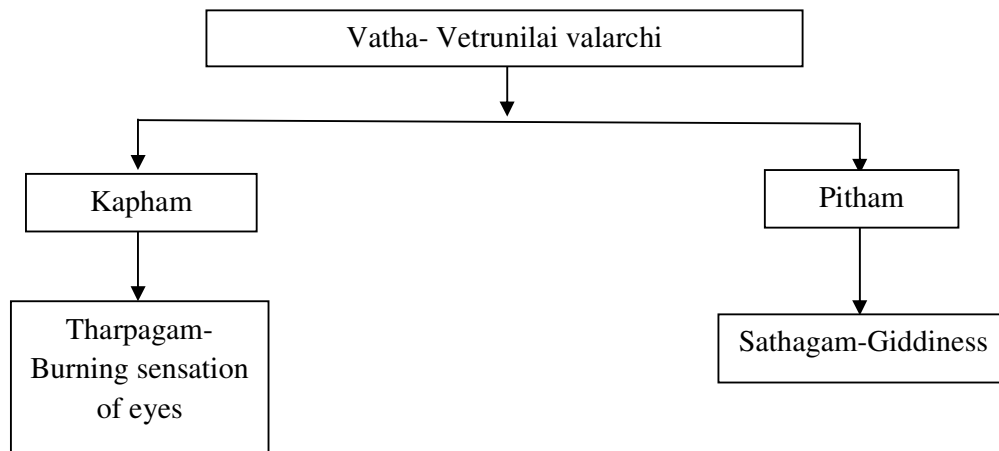 Vatha- Vetrunilai valarchi
Kapham
Pitham
Tharpagam-
Burning sensation
of eyes
Sathagam-Giddiness